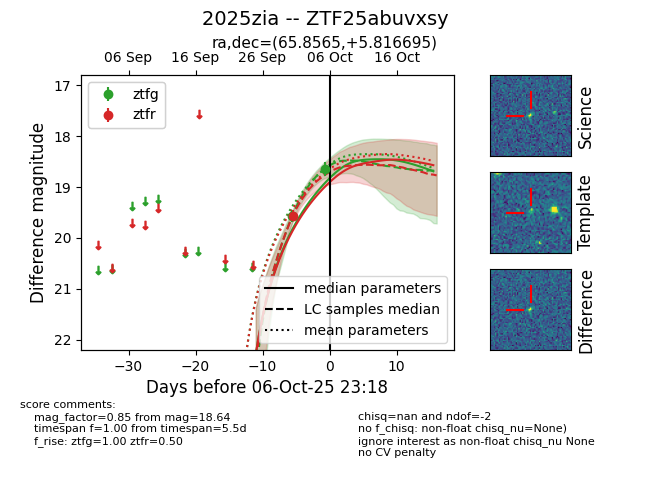 2025zia -- ZTF25abuvxsy
ra,dec=(65.8565,+5.816695)
06 Sep 16 Sep 26 Sep 06 Oct 16 Oct
ztfg
ztfr
17
18
19
20
21
22
Difference magnitude
median parameters
LC samples median
mean parameters
−30 −20 −10 0 10
Days before 06-Oct-25 23:18
Science
Template
Difference
score comments:
mag_factor=0.85 from mag=18.64
timespan f=1.00 from timespan=5.5d
f_rise: ztfg=1.00 ztfr=0.50
chisq=nan and ndof=-2
no f_chisq: non-float chisq_nu=None)
ignore interest as non-float chisq_nu None
no CV penalty